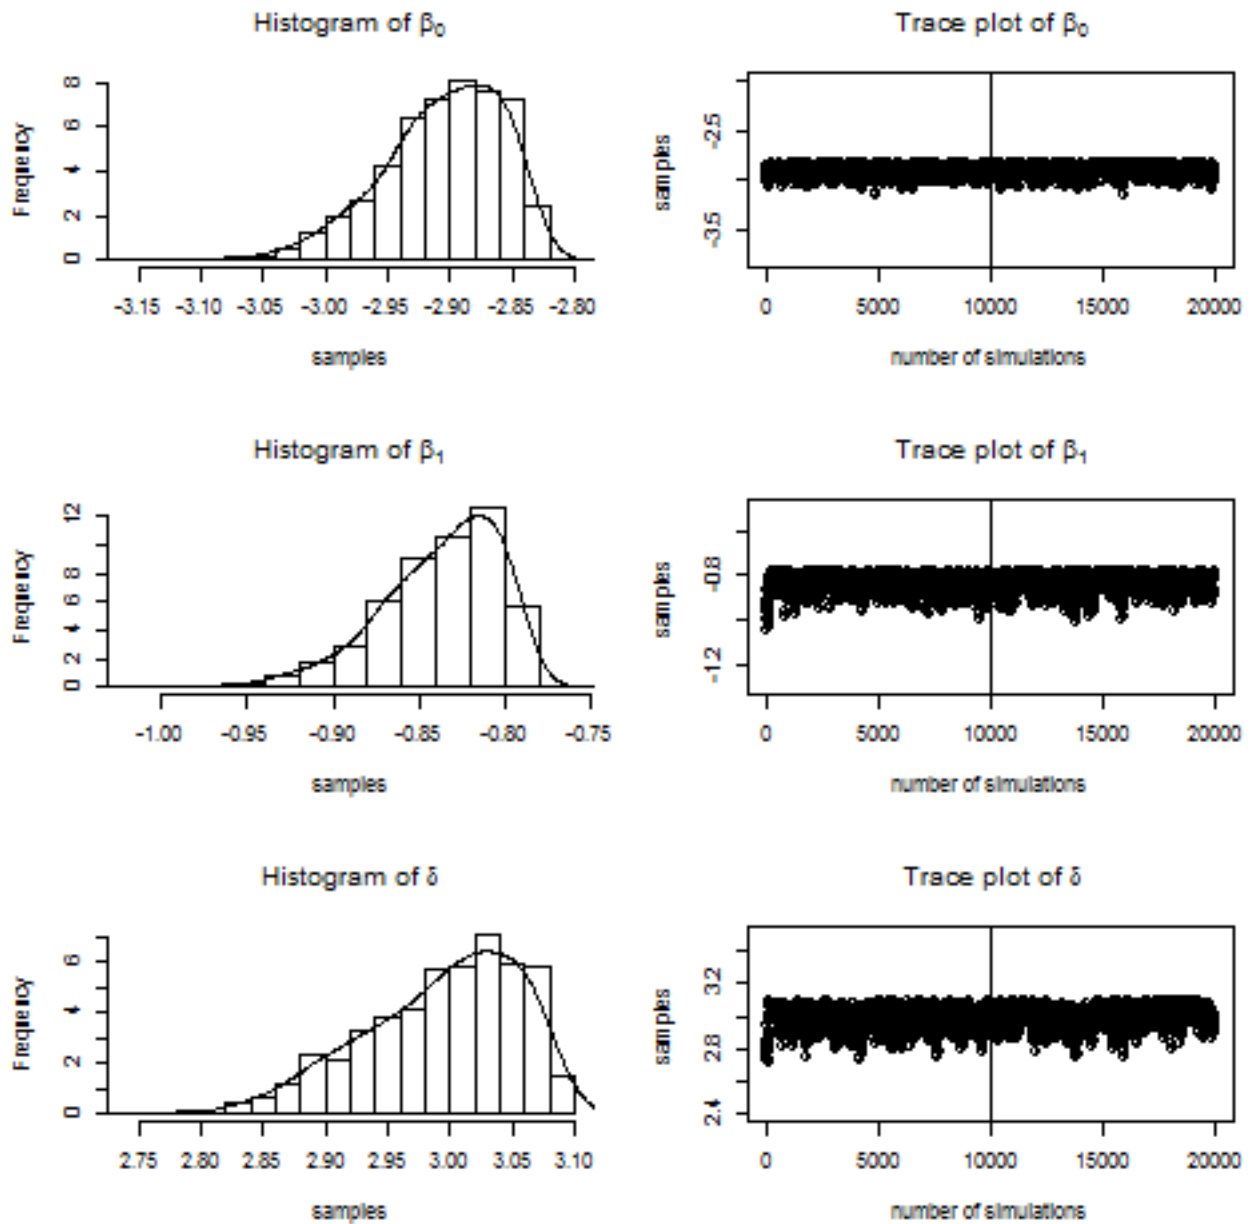 Histogram of β0
Frequency
0 2 4 6 8
-3.15 -3.10 -3.05 -3.00 -2.95 -2.90 -2.85 -2.80
samples
Trace plot of β0
samples
-3.5 -2.5
0 5000 10000 15000 20000
number of simulations
Histogram of β1
Frequency
0 2 4 6 8 12
-1.00 -0.95 -0.90 -0.85 -0.80 -0.75
samples
Trace plot of β1
samples
-1.2 -0.8
0 5000 10000 15000 20000
number of simulations
Histogram of δ
Frequency
0 2 4 6
2.75 2.80 2.85 2.90 2.95 3.00 3.05 3.10
samples
Trace plot of δ
samples
2.4 2.8 3.2
0 5000 10000 15000 20000
number of simulations